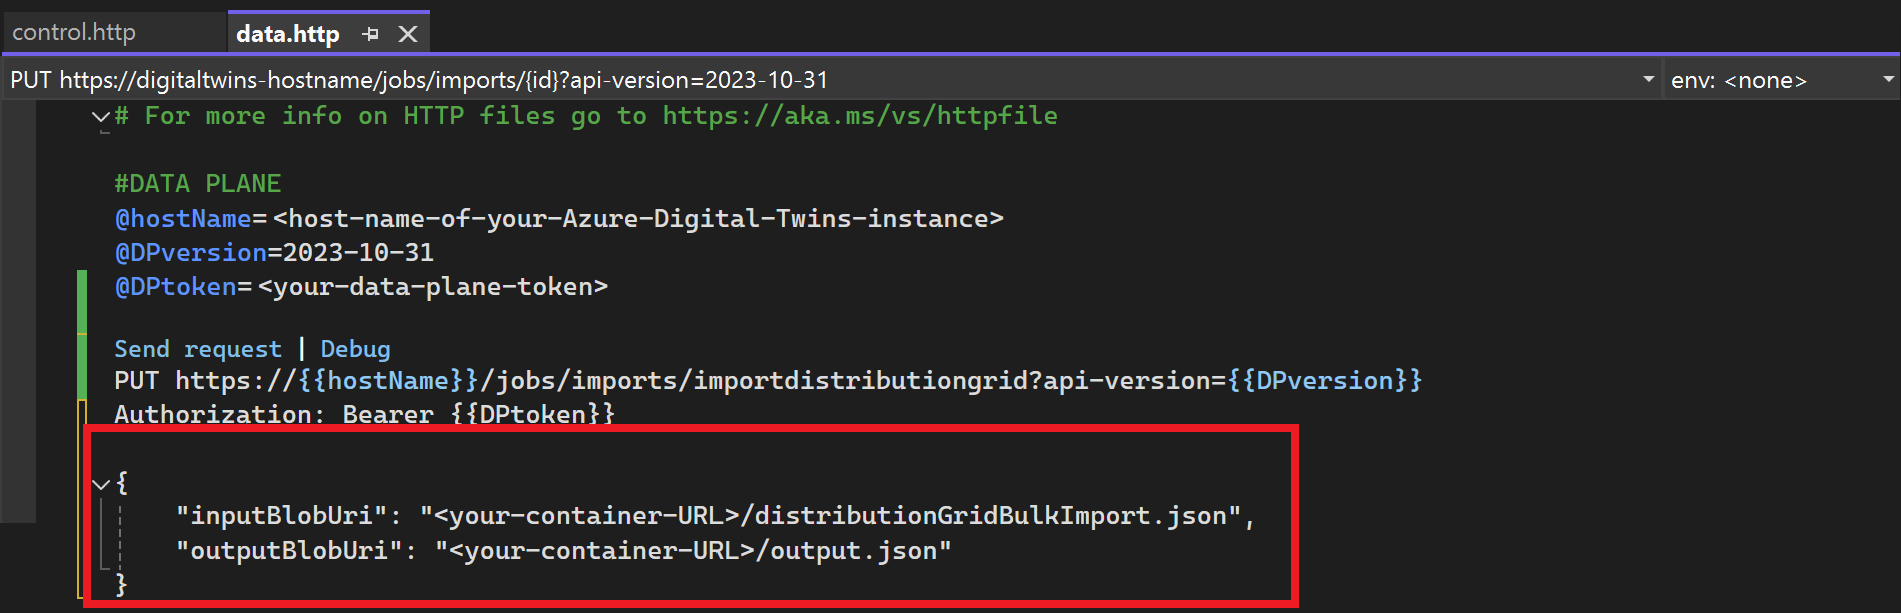 control.http data.http
PUT https://digitaltwins-hostname/jobs/imports/{id}?api-version=2023-10-31 env: <none>
# For more info on HTTP files go to https://aka.ms/vs/httpfile
#DATA PLANE
@hostName=<host-name-of-your-Azure-Digital-Twins-instance>
@DPversion=2023-10-31
@DPtoken=<your-data-plane-token>
Send request | Debug
PUT https://{{hostName}}/jobs/imports/importdistributiongrid?api-version={{DPversion}}
Authorization: Bearer {{DPtoken}}
{
"inputBlobUri": "<your-container-URL>/distributionGridBulkImport.json",
"outputBlobUri": "<your-container-URL>/output.json"
}